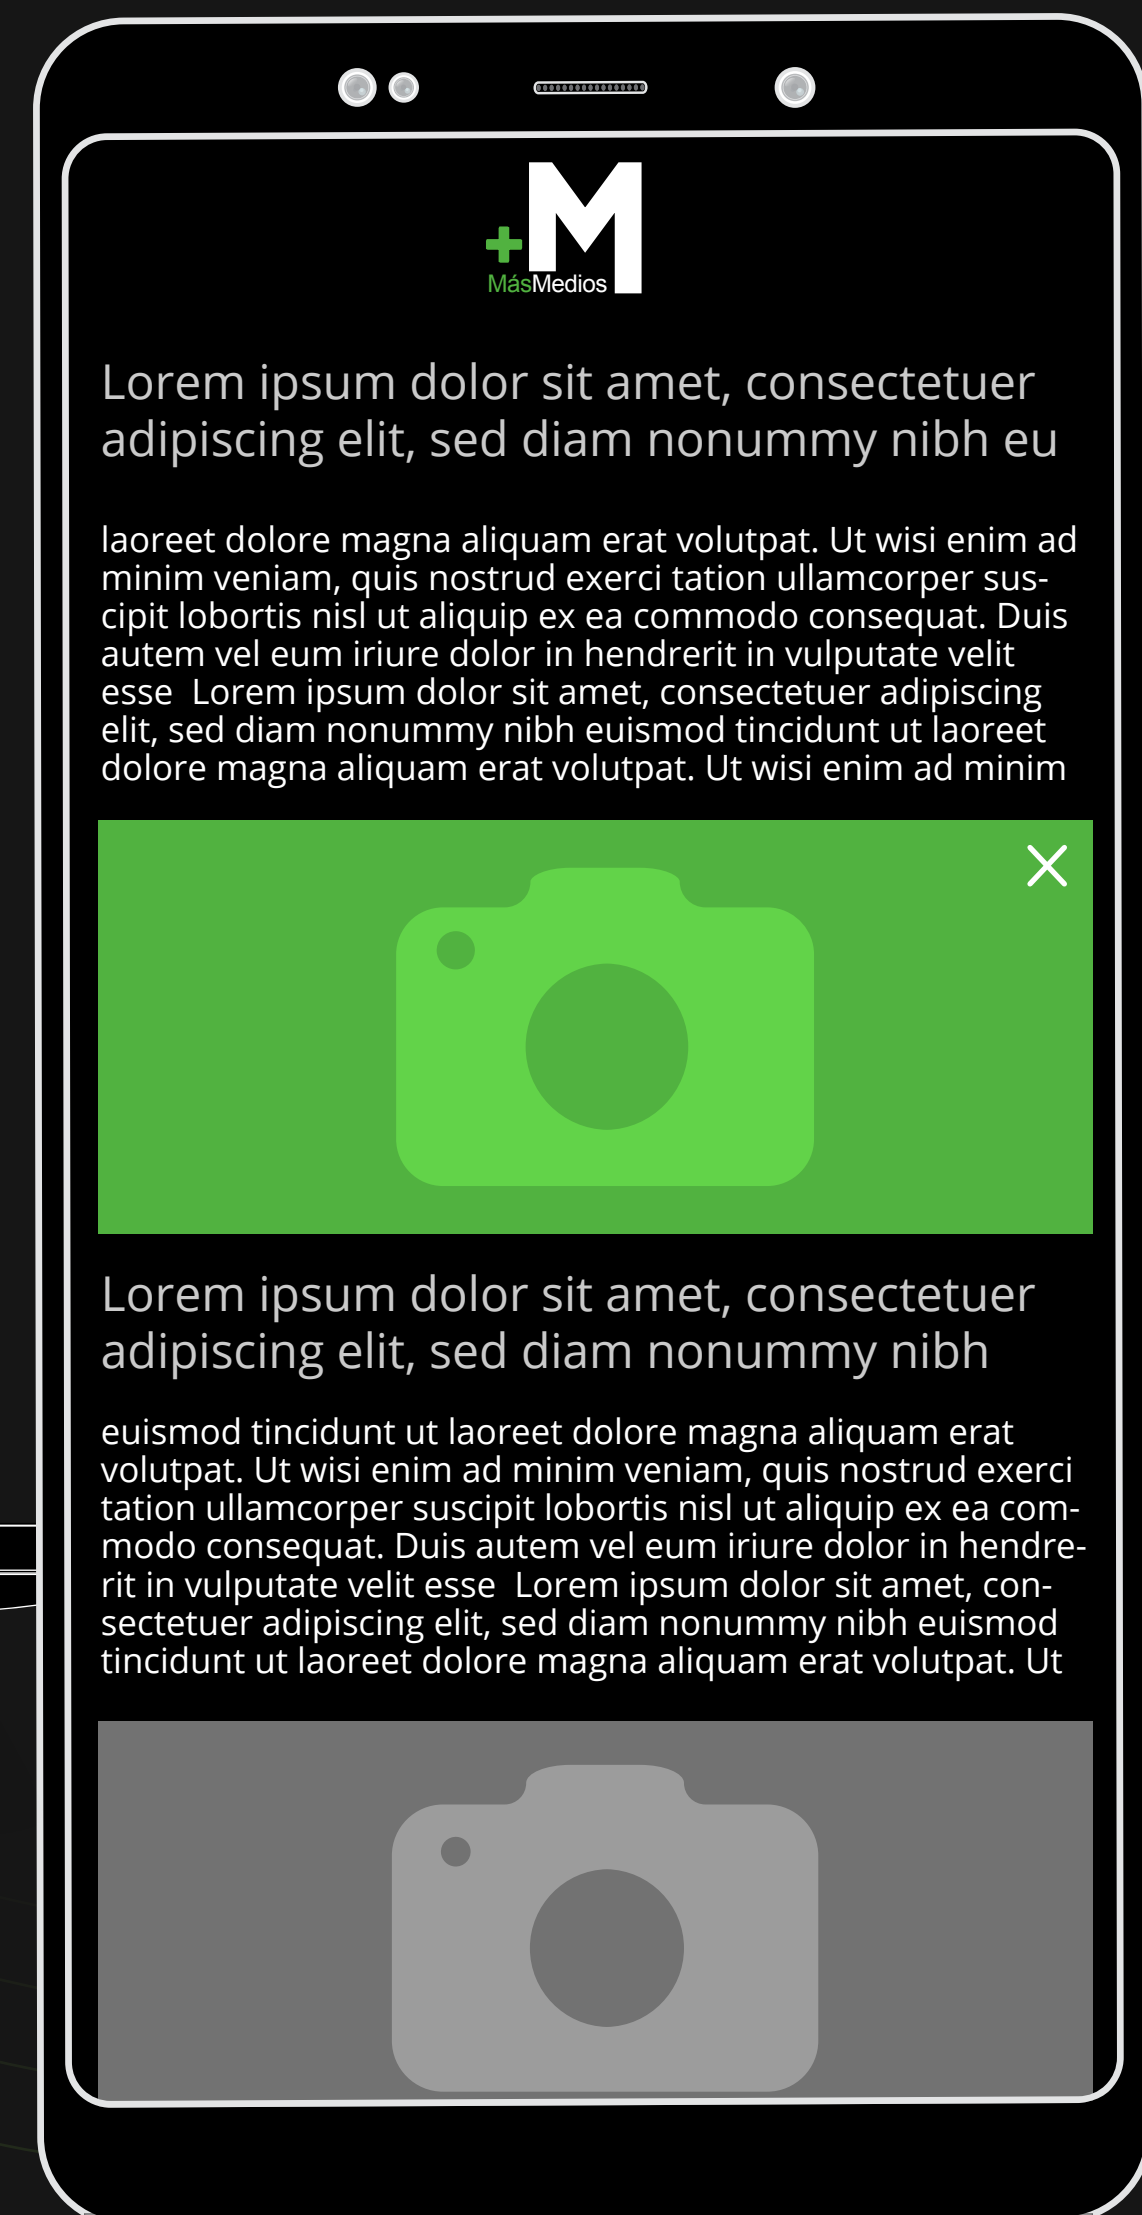 M
MásMedios
Lorem ipsum dolor sit amet, consectetuer
adipiscing elit, sed diam nonummy nibh eu
laoreet dolore magna aliquam erat volutpat. Ut wisi enim ad
minim veniam, quis nostrud exerci tation ullamcorper sus-
cipit lobortis nisl ut aliquip ex ea commodo consequat. Duis
autem vel eum iriure dolor in hendrerit in vulputate velit
esse  Lorem ipsum dolor sit amet, consectetuer adipiscing
elit, sed diam nonummy nibh euismod tincidunt ut laoreet
dolore magna aliquam erat volutpat. Ut wisi enim ad minim
Lorem ipsum dolor sit amet, consectetuer
adipiscing elit, sed diam nonummy nibh
euismod tincidunt ut laoreet dolore magna aliquam erat
volutpat. Ut wisi enim ad minim veniam, quis nostrud exerci
tation ullamcorper suscipit lobortis nisl ut aliquip ex ea com-
modo consequat. Duis autem vel eum iriure dolor in hendre-
rit in vulputate velit esse  Lorem ipsum dolor sit amet, con-
sectetuer adipiscing elit, sed diam nonummy nibh euismod
tincidunt ut laoreet dolore magna aliquam erat volutpat. Ut